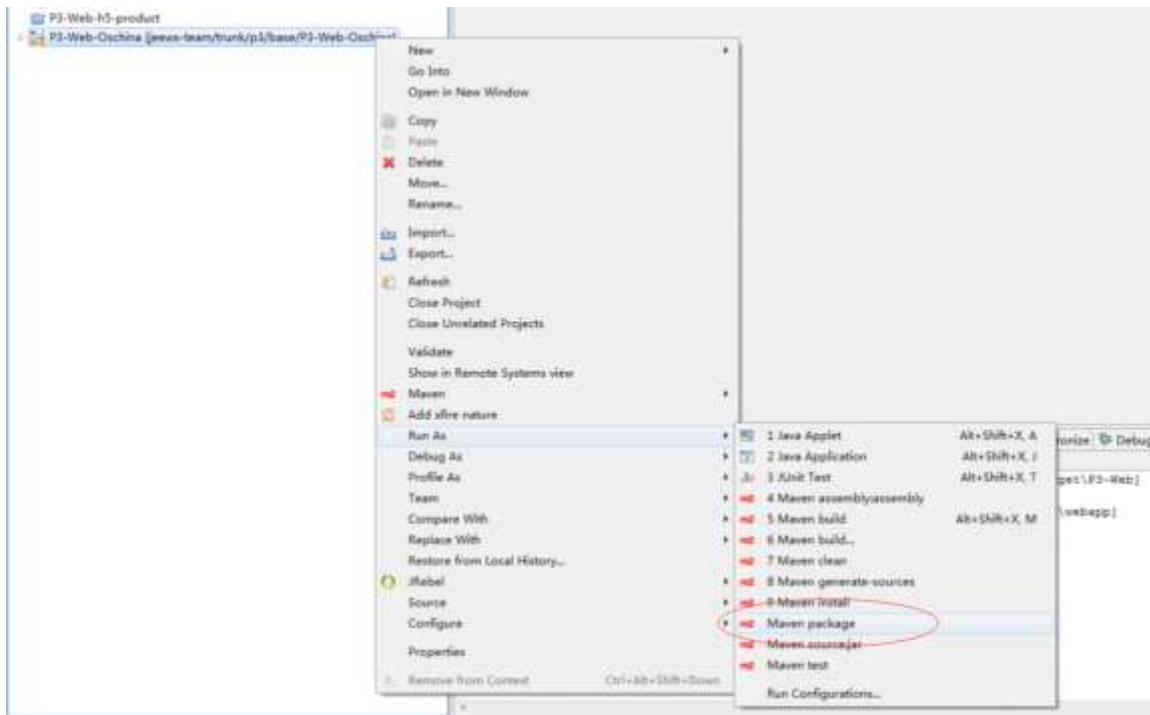 P3-Web-h5-product
P3-Web-Oschina [jeewx-team/trunk/p3/base/P3-Web-Oschina]
New
Go Into
Open in New Window
Copy
Paste
Delete
Move...
Rename...
Import...
Export...
Refresh
Close Project
Close Unrelated Projects
Validate
Show in Remote Systems view
Maven
Add xfire nature
Run As
Debug As
Profile As
Team
Compare With
Replace With
Restore from Local History...
JRebel
Source
Configure
Properties
Remove from Context Ctrl+Alt+Shift+Down
1 Java Applet Alt+Shift+X, A
2 Java Application Alt+Shift+X, J
3 JUnit Test Alt+Shift+X, T
4 Maven assembly:assembly
5 Maven build Alt+Shift+X, M
6 Maven build...
7 Maven clean
8 Maven generate-sources
9 Maven install
Maven package
Maven source:jar
Maven test
Run Configurations...
onize Debug
get\P3-Web]
\webapp]